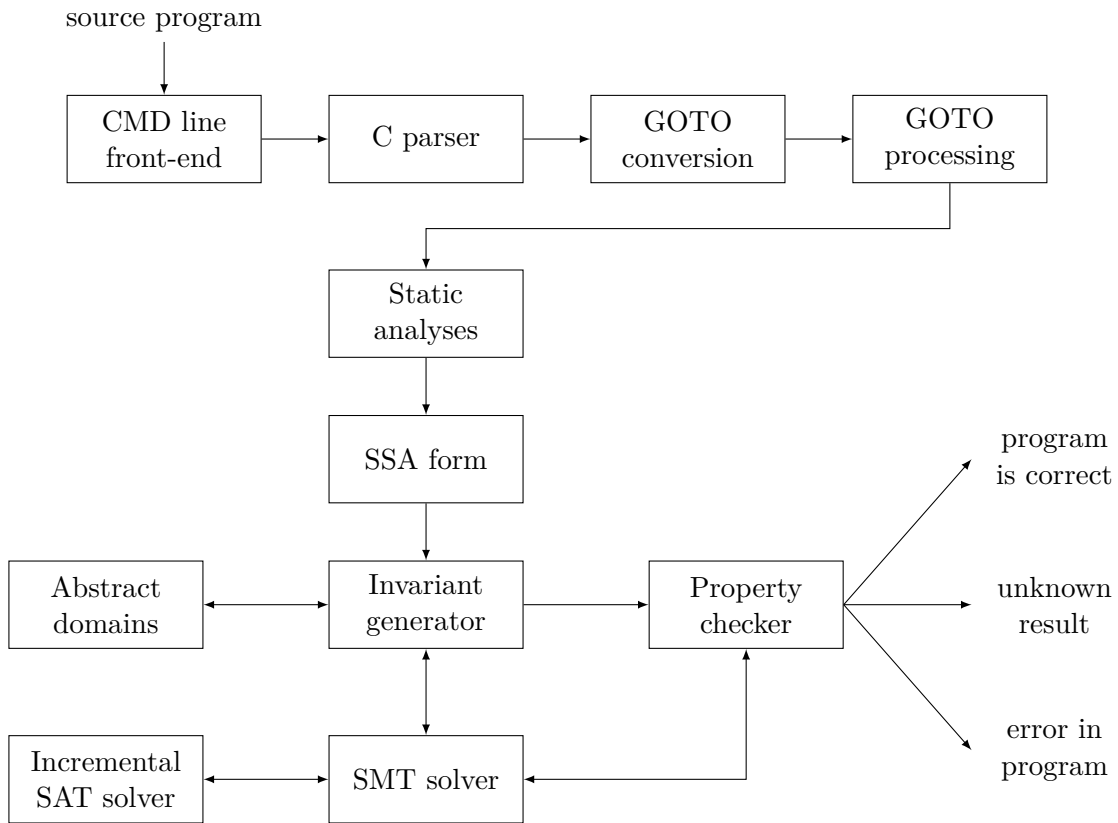 source program
CMD line
front-end
C parser
GOTO
conversion
GOTO
processing
Static
analyses
SSA form
program
is correct
Abstract
domains
Invariant
generator
Property
checker
unknown
result
Incremental
SAT solver
SMT solver
error in
program